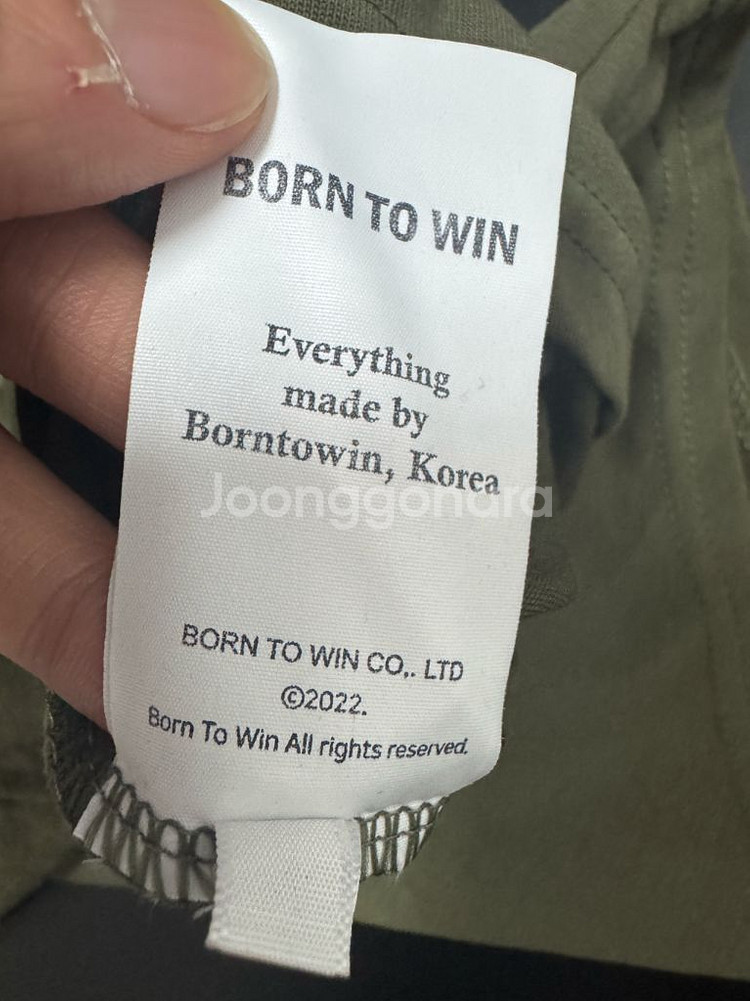 BORN TO WIN
Everything
made by
Borntowin, Korea
Joonggonara
BORN TO WIN CO,. LTD
©2022.
Born To Win All rights reserved.